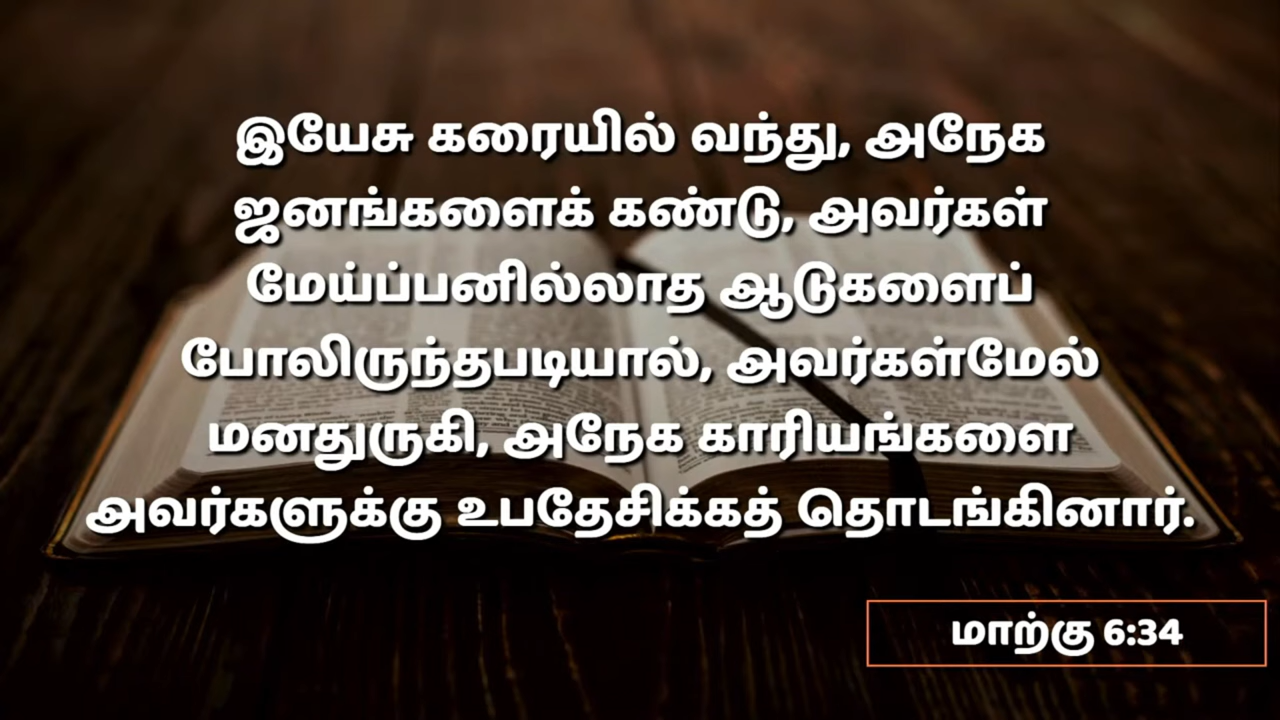 இயேசு கரையில் வந்து, அநேக
ஜனங்களைக் கண்டு, அவர்கள்
மேய்ப்பனில்லாத ஆடுகளைப்
போலிருந்தபடியால், அவர்கள்மேல்
மனதுருகி, அநேக காரியங்களை
அவர்களுக்கு உபதேசிக்கத் தொடங்கினார்.
மாற்கு 6:34